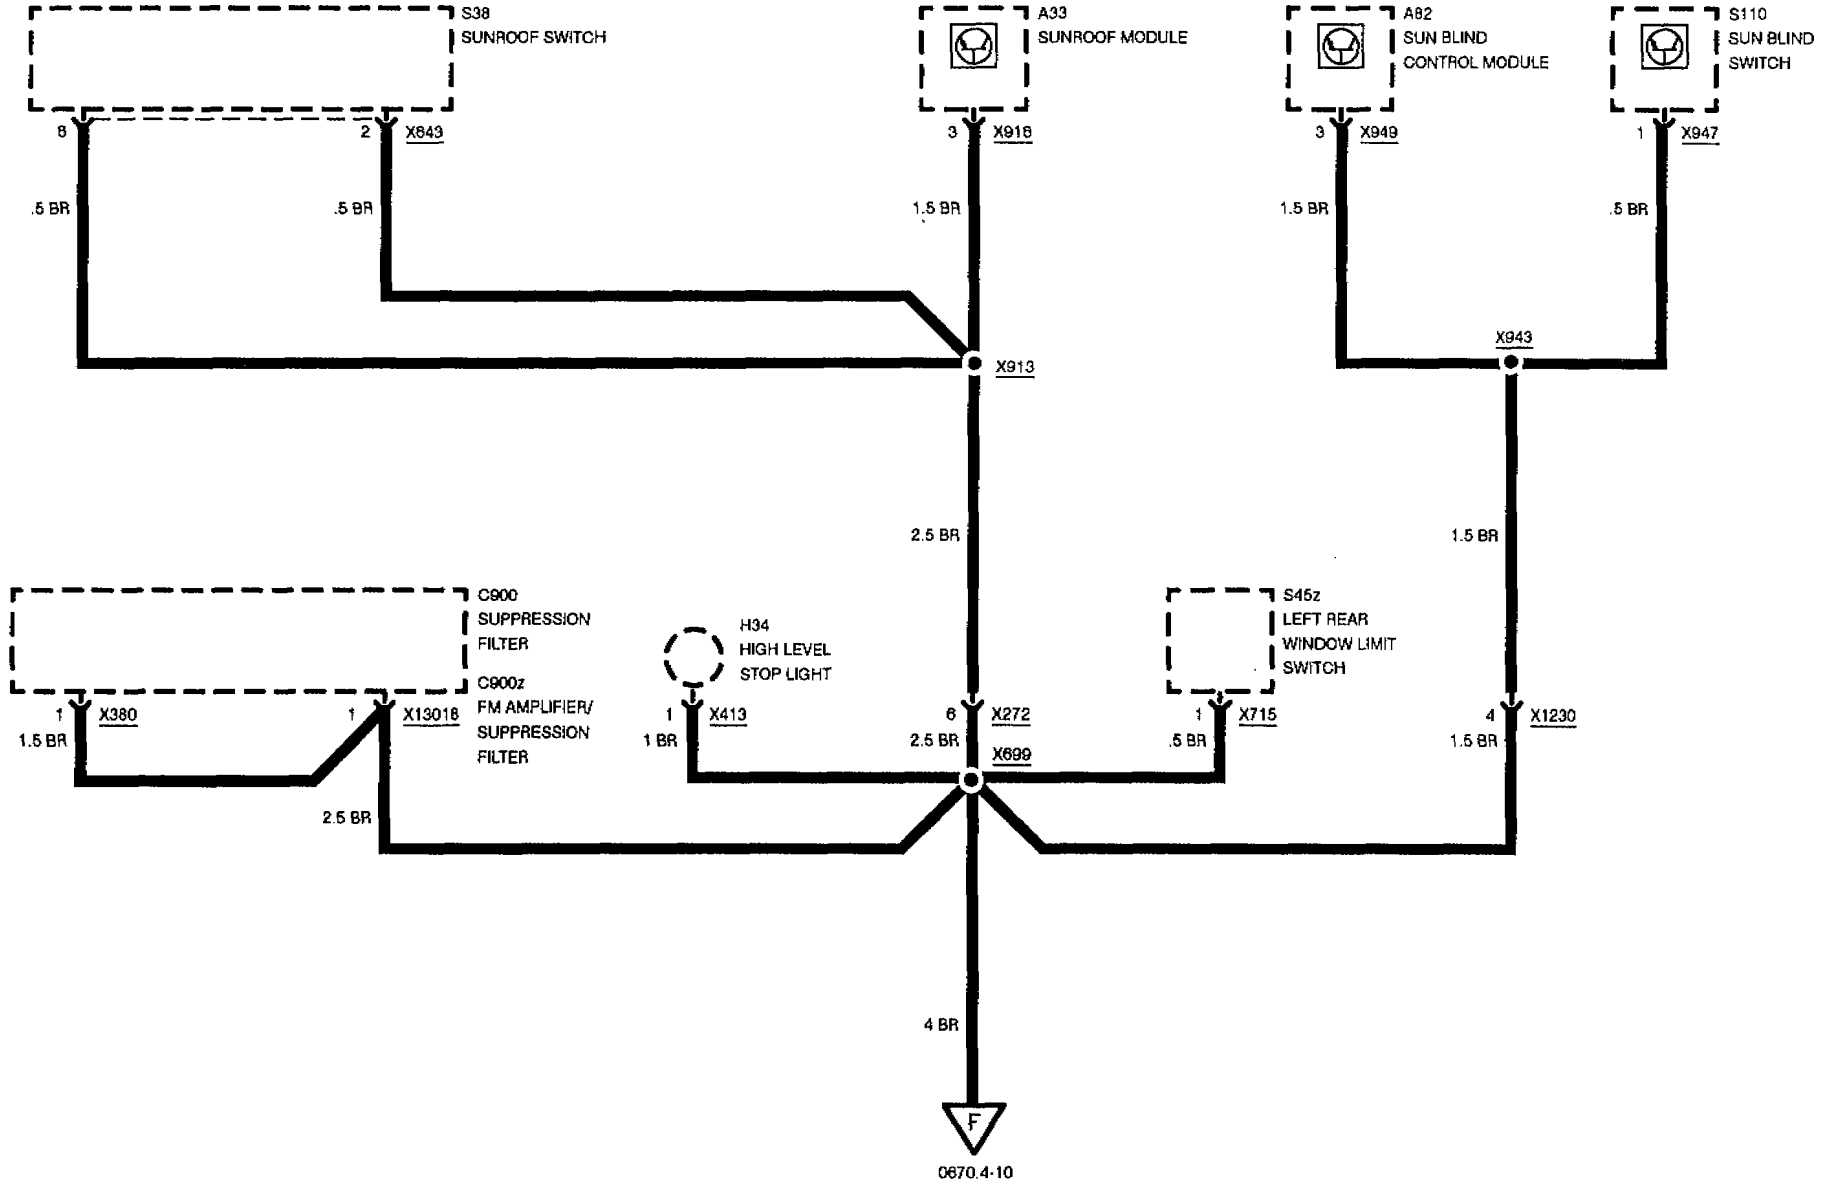 S38
SUNROOF SWITCH
A33
SUNROOF MODULE
A82
SUN BLIND
CONTROL MODULE
S110
SUN BLIND
SWITCH
6
2
X643
3
X918
3
X949
1
X947
.5 BR
.5 BR
1.5 BR
1.5 BR
.5 BR
X943
X913
2.5 BR
1.5 BR
C900
SUPPRESSION
FILTER
C900z
FM AMPLIFIER/
SUPPRESSION
FILTER
H34
HIGH LEVEL
STOP LIGHT
S45z
LEFT REAR
WINDOW LIMIT
SWITCH
1
X380
1
X13018
1
X413
6
X272
1
X715
4
X1230
1.5 BR
1 BR
2.5 BR
.5 BR
1.5 BR
X699
2.5 BR
4 BR
F
0670.4-10